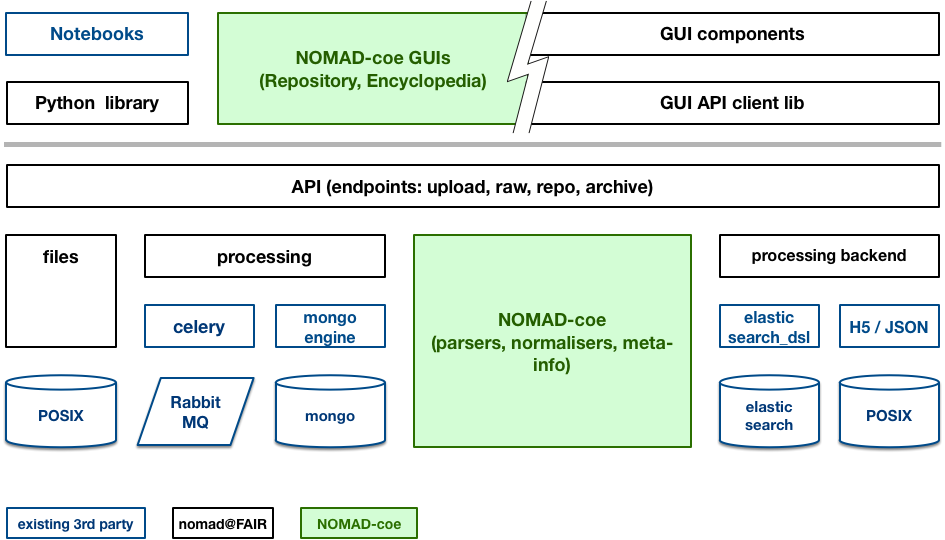 Notebooks
NOMAD-coe GUIs
(Repository, Encyclopedia)
GUI components
Python library
GUI API client lib
API (endpoints: upload, raw, repo, archive)
files
processing
NOMAD-coe
(parsers, normalisers, meta-
info)
processing backend
celery
mongo
engine
elastic
search_dsl
H5 / JSON
POSIX
Rabbit
MQ
mongo
elastic
search
POSIX
existing 3rd party
nomad@FAIR
NOMAD-coe